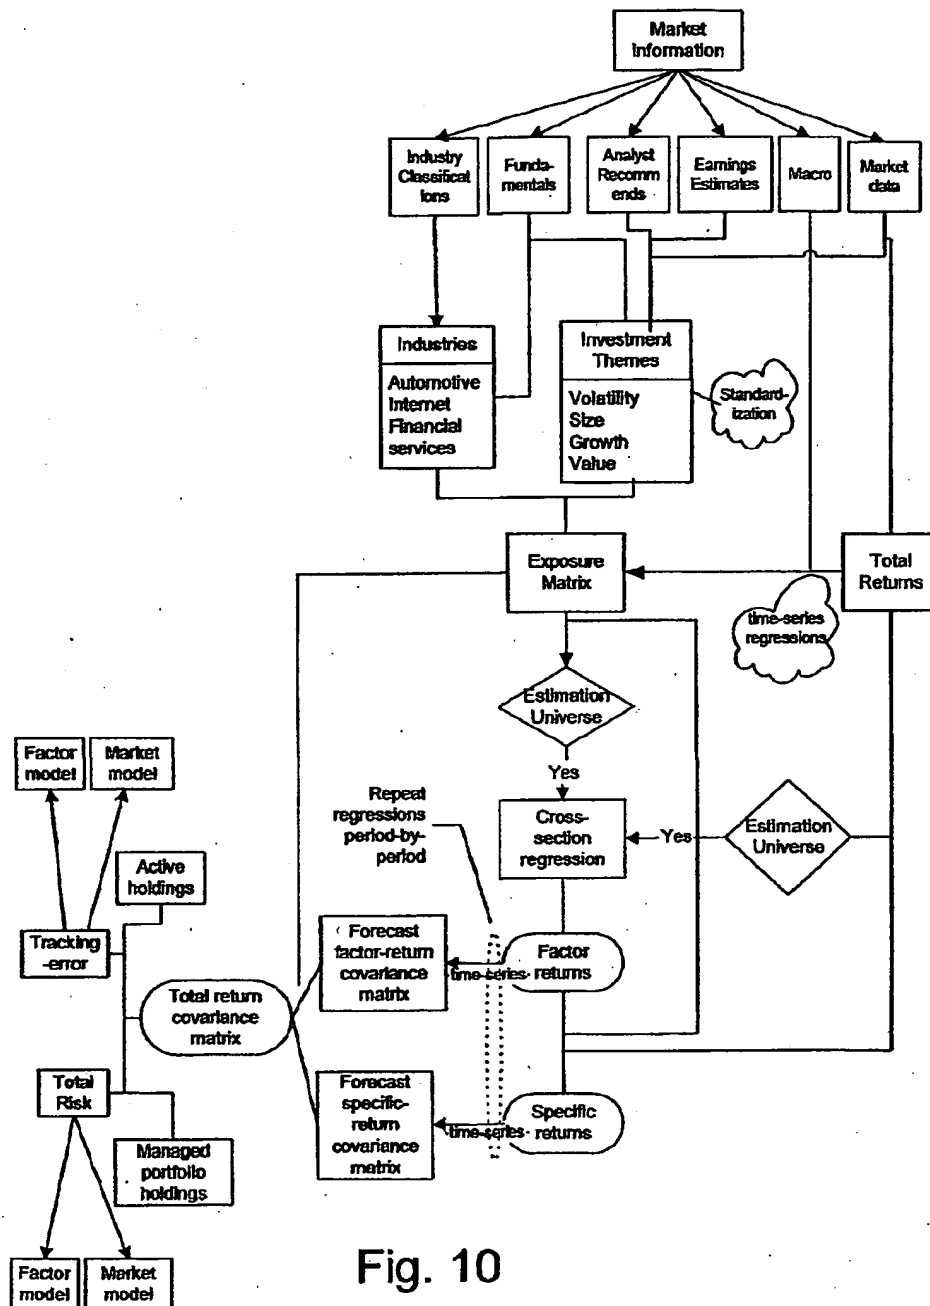 Market
Information
Industry
Classificat
ions
Funda-
mentals
Analyst
Recomm
ends
Earnings
Estimates
Macro
Market
data
Industries
Automotive
Internet
Financial
services
Investment
Themes
Volatility
Size
Growth
Value
Standard-
ization
Exposure
Matrix
Total
Returns
time-series
regressions
Estimation
Universe
Yes
Factor
model
Market
model
Repeat
regressions
period-by-
period
Cross-
section
regression
Yes
Estimation
Universe
Active
holdings
Tracking
-error
Forecast
factor-return
covariance
matrix
time-series
Factor
returns
Total return
covariance
matrix
Total
Risk
Forecast
specific-
return
covariance
matrix
time-series
Specific
returns
Managed
portfolio
holdings
Factor
model
Market
model
Fig. 10